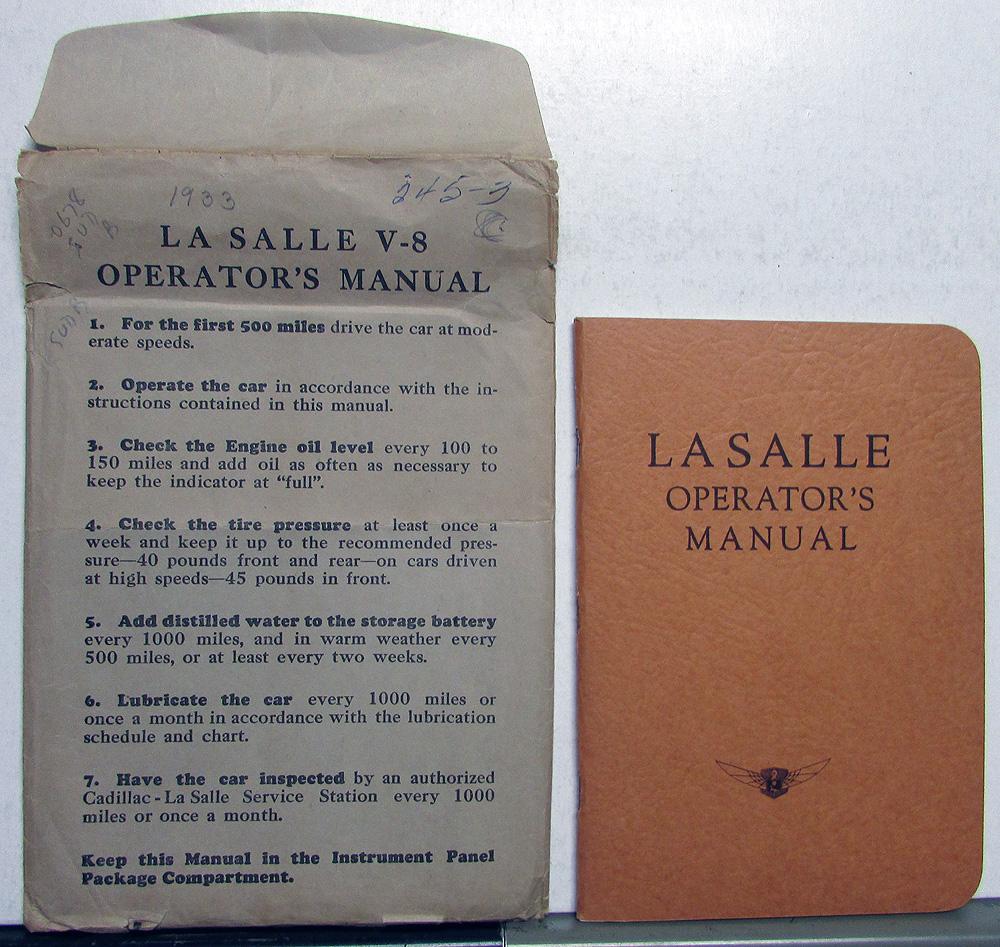 1933
245-3
LA SALLE V-8
OPERATOR'S MANUAL
1. For the first 500 miles drive the car at mod-
erate speeds.
2. Operate the car in accordance with the in-
structions contained in this manual.
3. Check the Engine oil level every 100 to
150 miles and add oil as often as necessary to
keep the indicator at “full”.
4. Check the tire pressure at least once a
week and keep it up to the recommended pres-
sure—40 pounds front and rear—on cars driven
at high speeds—45 pounds in front.
5. Add distilled water to the storage battery
every 1000 miles, and in warm weather every
500 miles, or at least every two weeks.
6. Lubricate the car every 1000 miles or
once a month in accordance with the lubrication
schedule and chart.
7. Have the car inspected by an authorized
Cadillac-La Salle Service Station every 1000
miles or once a month.
Keep this Manual in the Instrument Panel
Package Compartment.
LA SALLE
OPERATOR'S
MANUAL